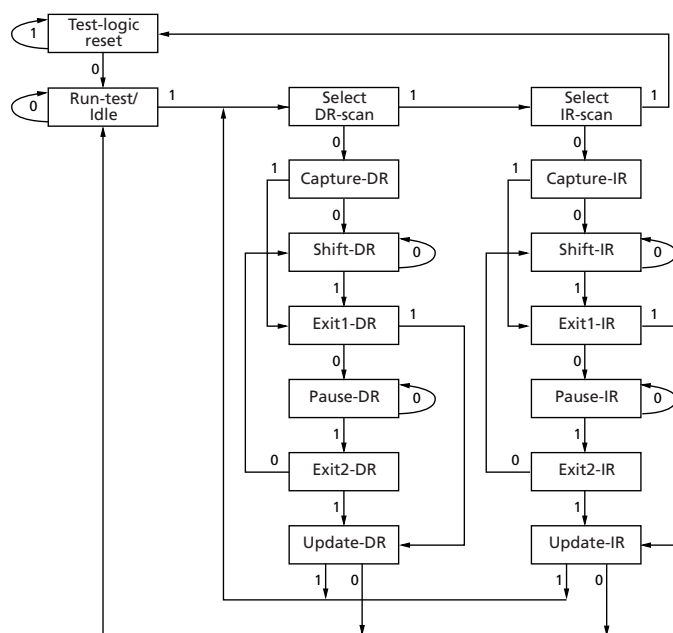 Test-logic
reset
1
0
Run-test/
Idle
0
1
Select
DR-scan
1
Select
IR-scan
1
0
0
1
Capture-DR
1
Capture-IR
0
0
Shift-DR
0
Shift-IR
0
1
1
Exit1-DR
1
Exit1-IR
1
0
0
Pause-DR
0
Pause-IR
0
1
1
0
Exit2-DR
0
Exit2-IR
1
1
Update-DR
Update-IR
1
0
1
0